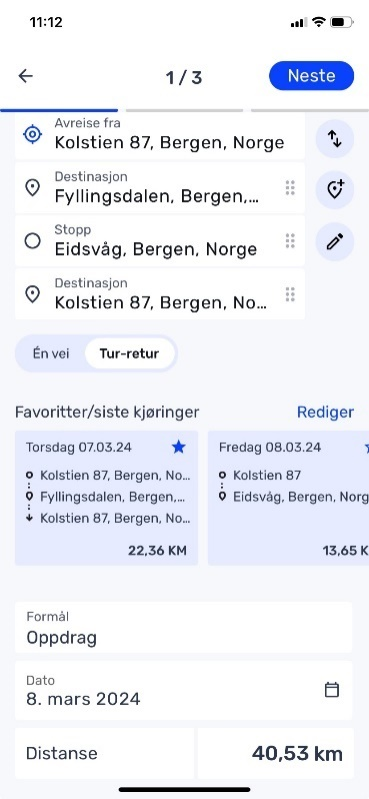 11:12
1 / 3
Neste
Avreise fra
Kolstien 87, Bergen, Norge
Destinasjon
Fyllingsdalen, Bergen,...
Stopp
Eidsvåg, Bergen, Norge
Destinasjon
Kolstien 87, Bergen, No...
Én vei
Tur-retur
Favoritter/siste kjøringer
Rediger
Torsdag 07.03.24
Kolstien 87, Bergen, No...
Fyllingsdalen, Bergen,...
Kolstien 87, Bergen, No...
22,36 KM
Fredag 08.03.24
Kolstien 87
Eidsvåg, Bergen, Norg
13,65 K
Formål
Oppdrag
Dato
8. mars 2024
Distanse
40,53 km